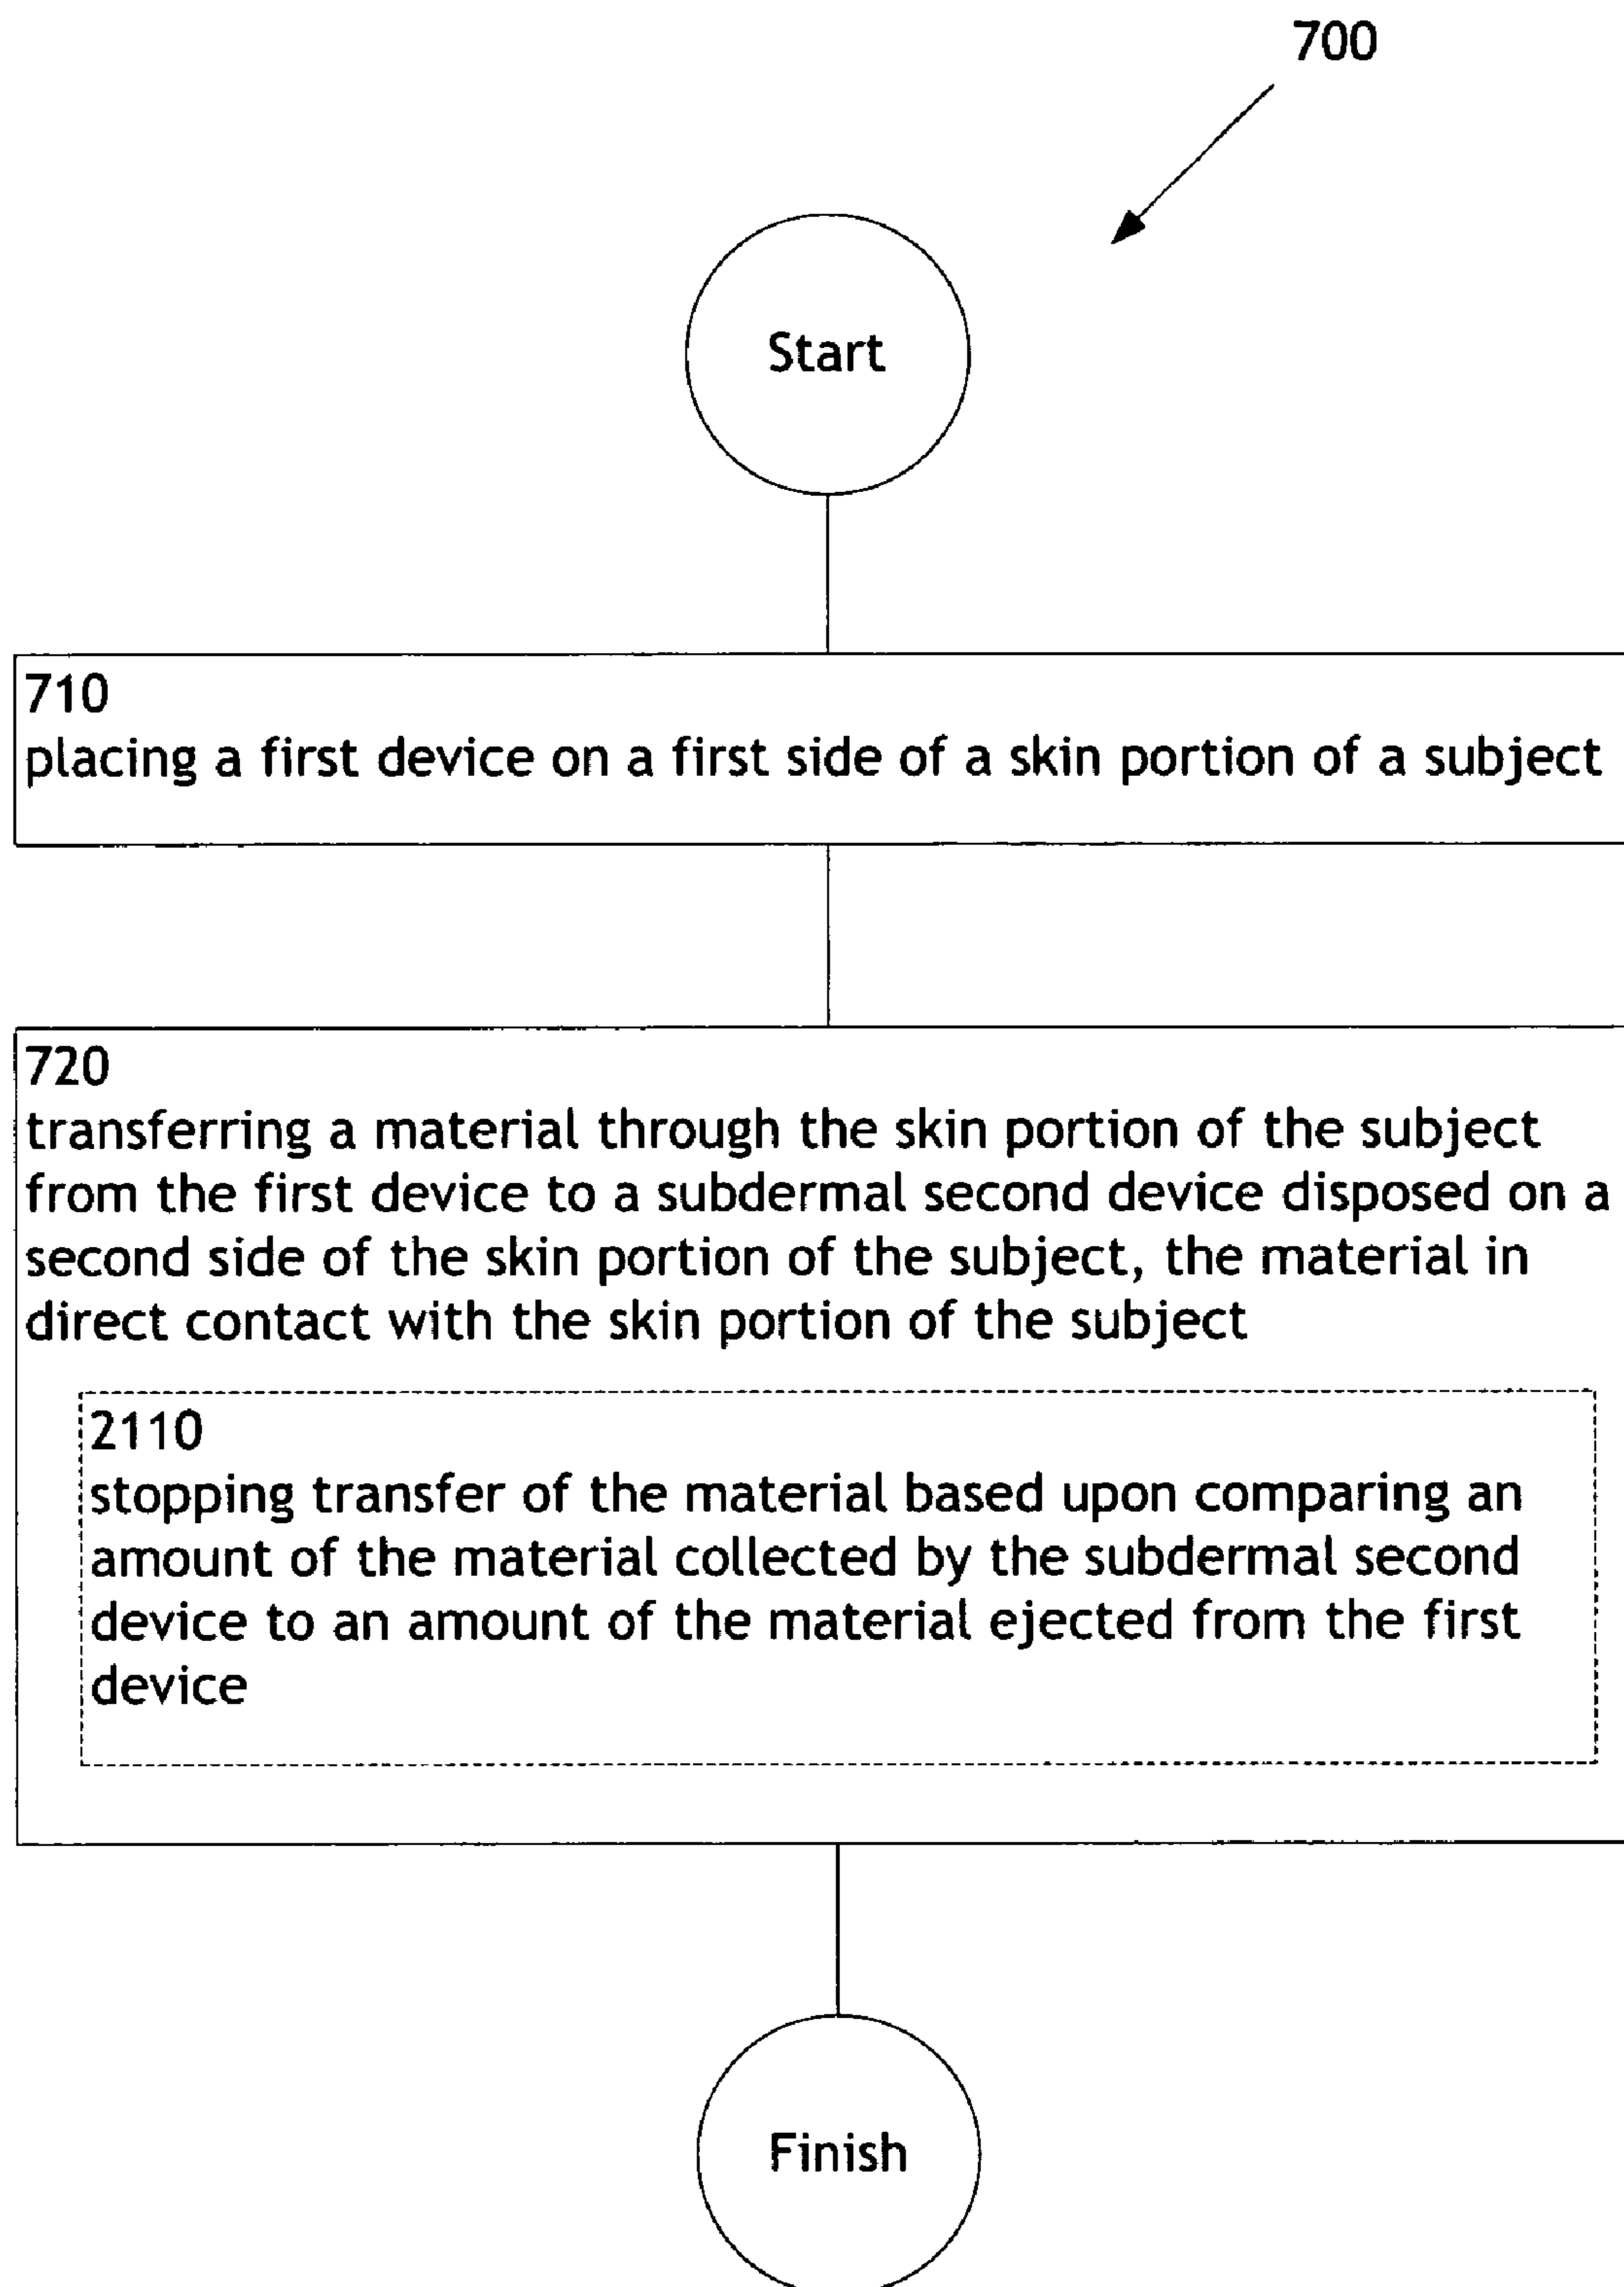 700
Start
710
placing a first device on a first side of a skin portion of a subject
720
transferring a material through the skin portion of the subject
from the first device to a subdermal second device disposed on a
second side of the skin portion of the subject, the material in
direct contact with the skin portion of the subject
2110
stopping transfer of the material based upon comparing an
amount of the material collected by the subdermal second
device to an amount of the material ejected from the first
device
Finish